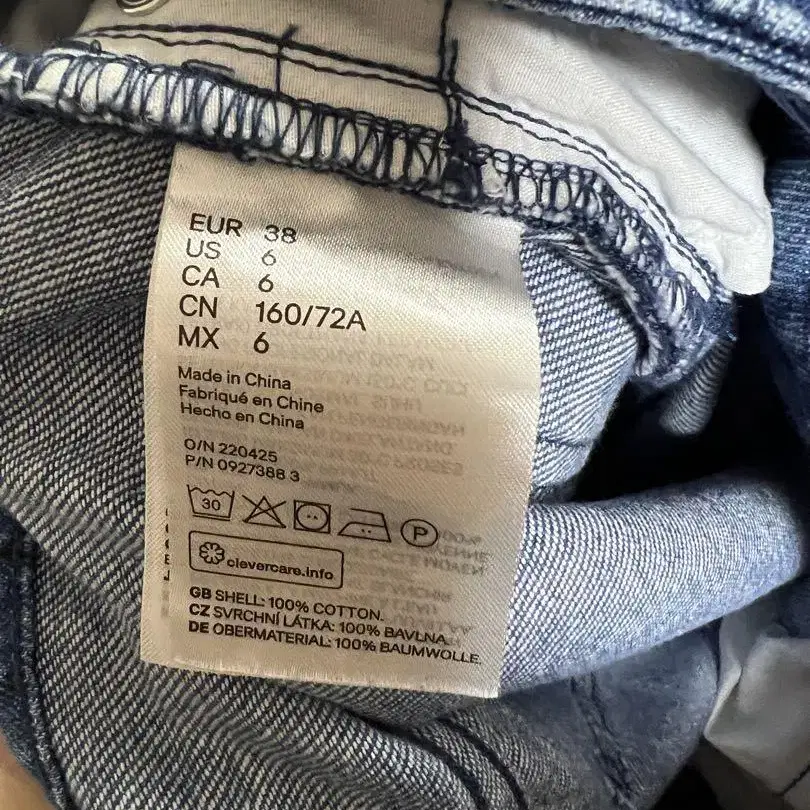 EUR 38
US 6
CA 6
CN 160/72A
MX 6
Made in China
Fabriqué en Chine
Hecho en China
O/N 220425
P/N 0927388 3
30
P
clevercare.info
GB SHELL: 100% COTTON.
CZ SVRCHNÍ LÁTKA: 100% BAVLNA.
DE OBERMATERIAL: 100% BAUMWOLLE.